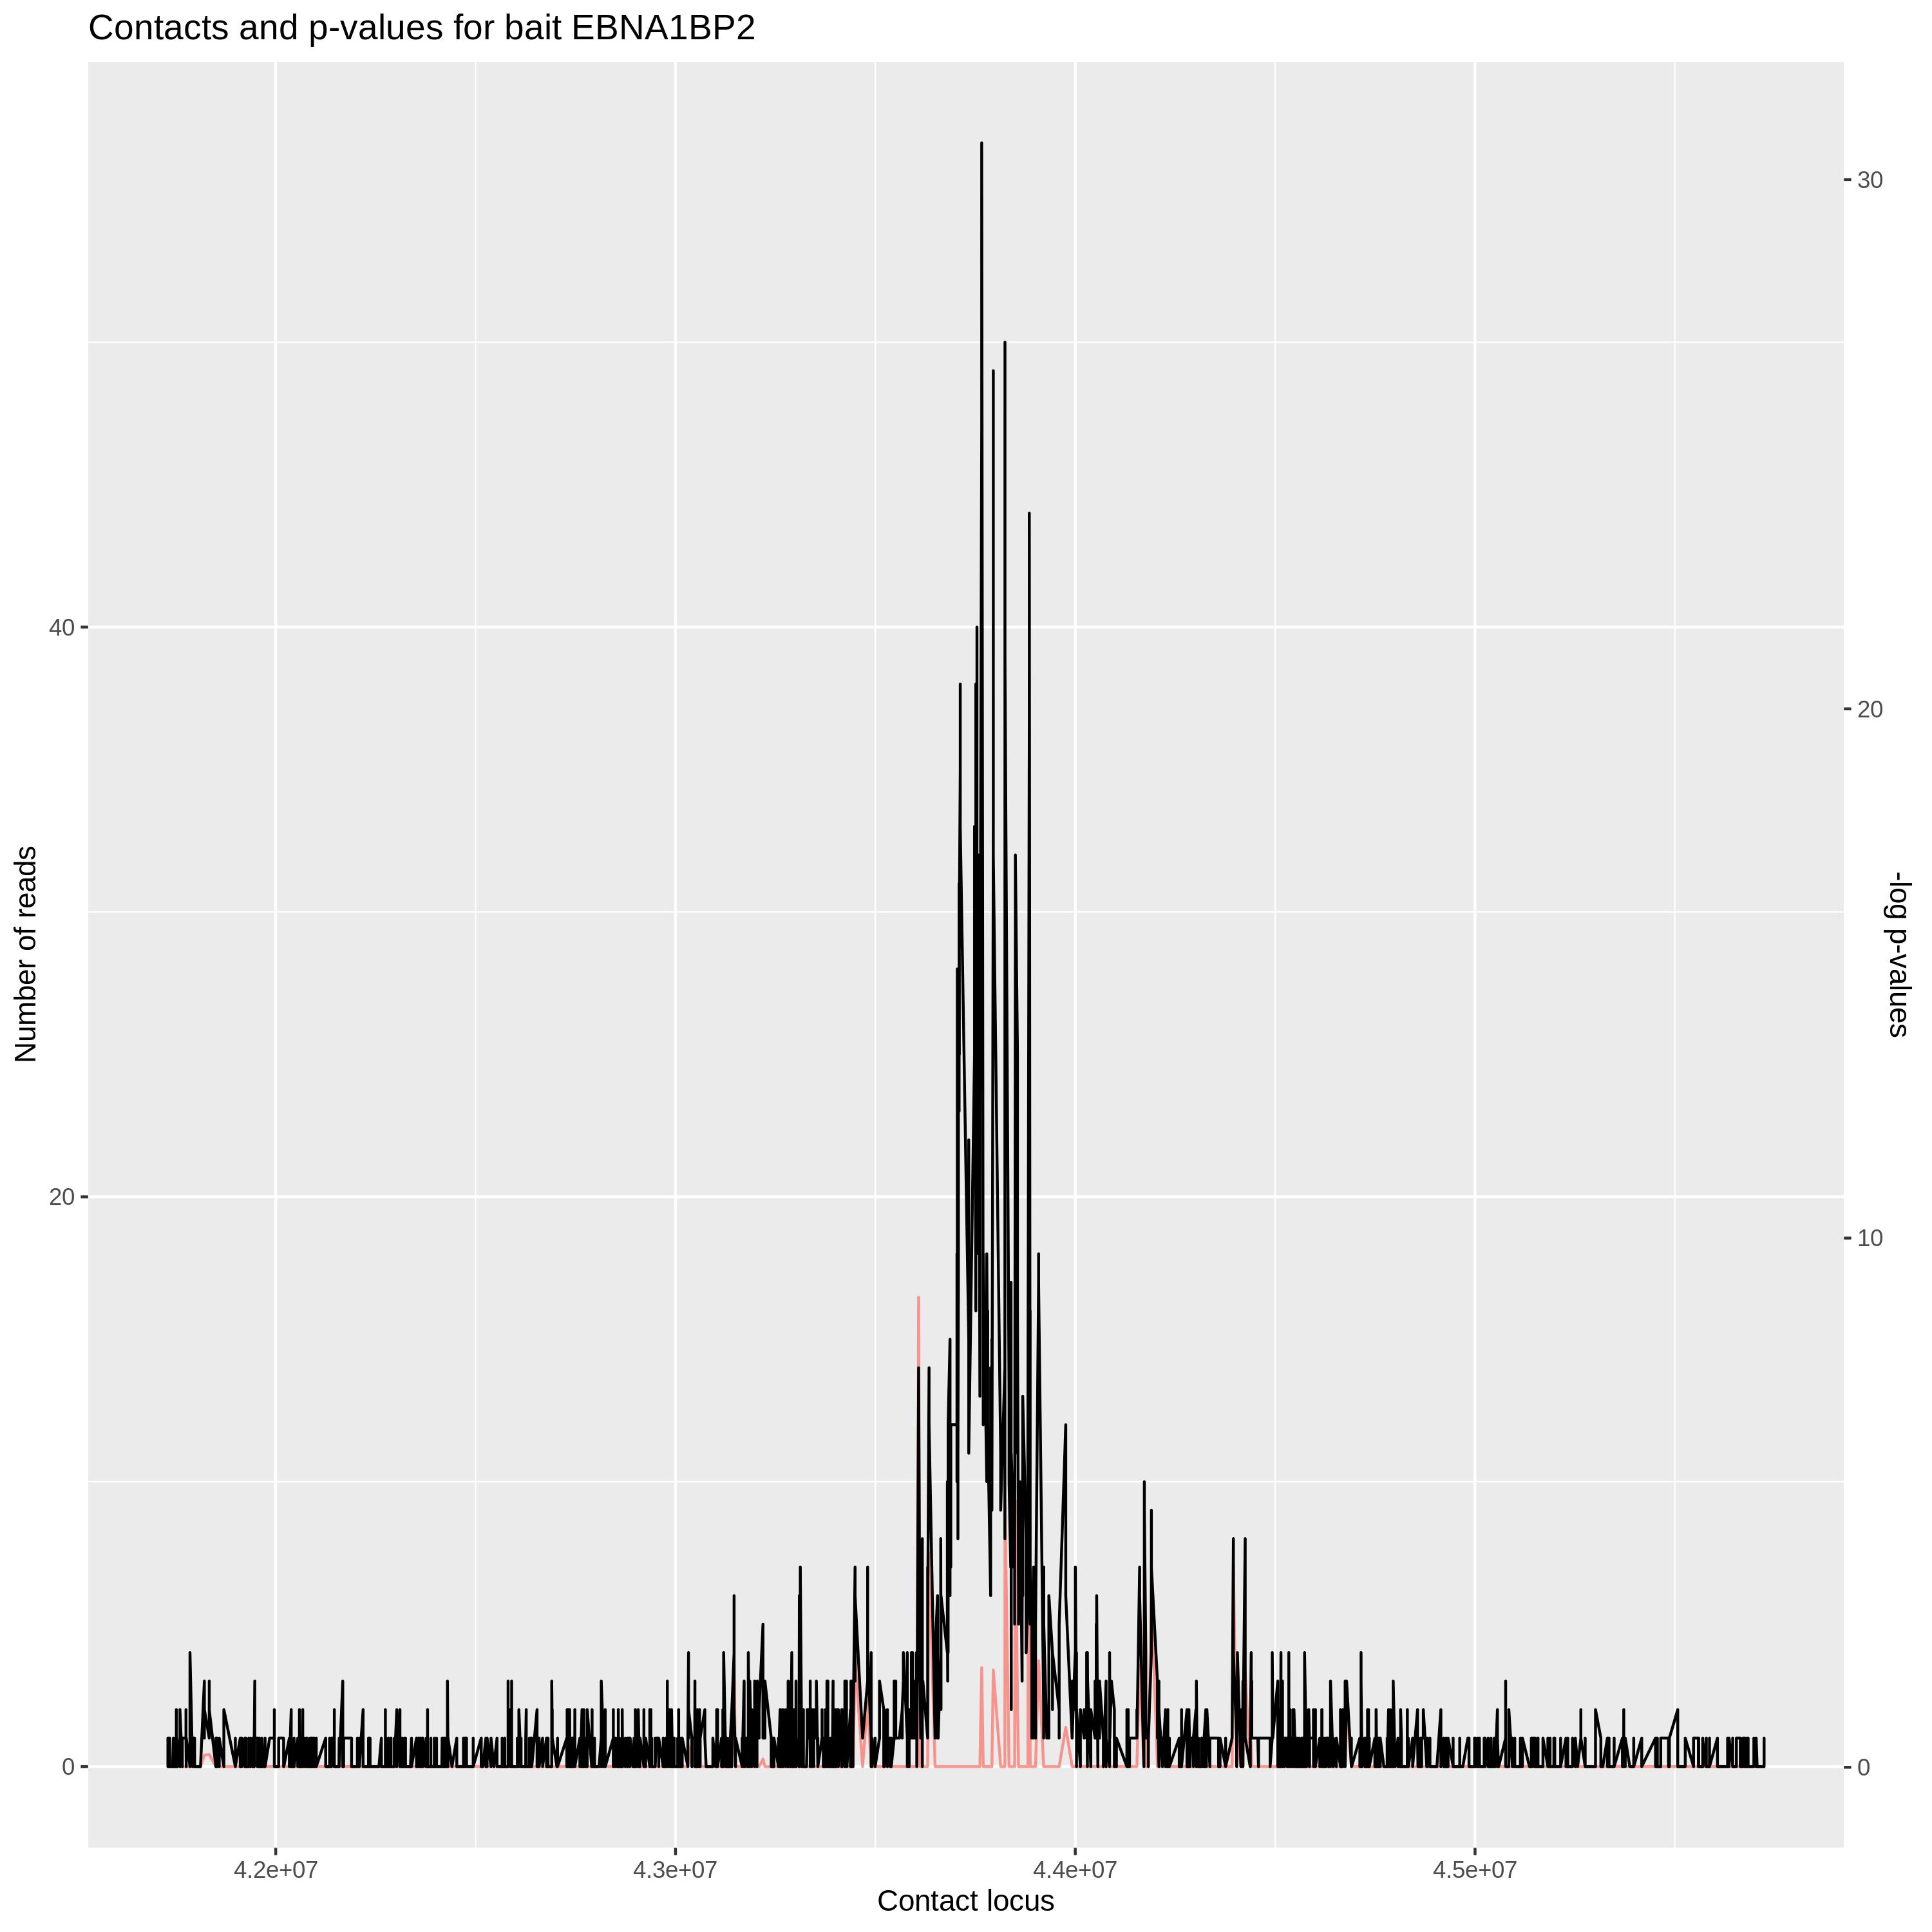 Contacts and p-values for bait EBNA1BP2
30
40
20
Number of reads
-log p-values
20
10
0
0
4.2e+07
4.3e+07
4.4e+07
4.5e+07
Contact locus